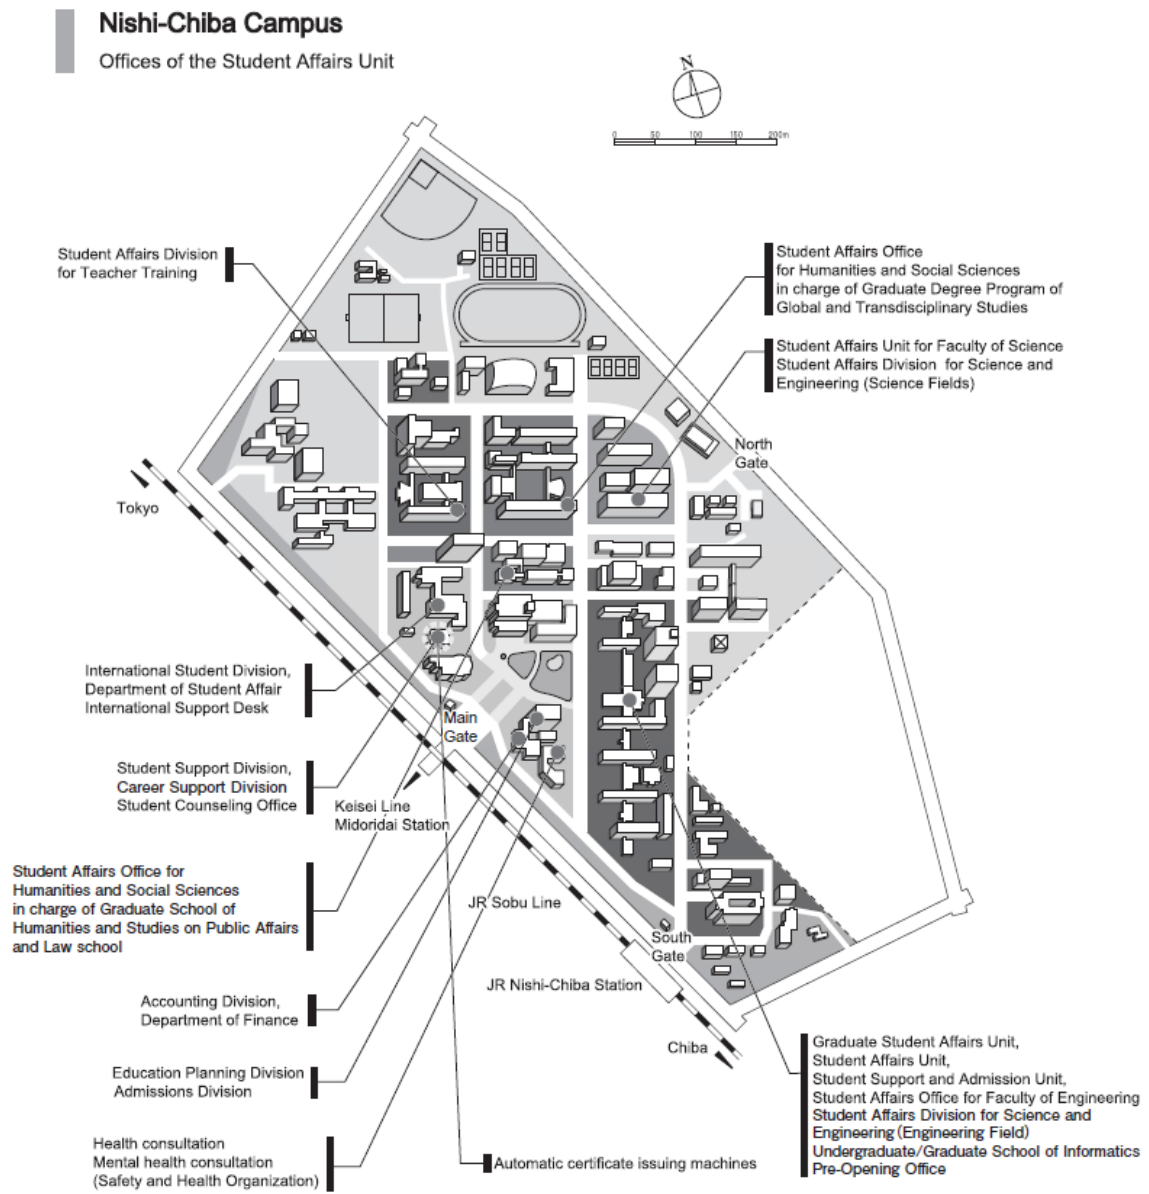 Nishi-Chiba Campus
Offices of the Student Affairs Unit
N
0 50 100 150 200m
Student Affairs Division
for Teacher Training
Student Affairs Office
for Humanities and Social Sciences
in charge of Graduate Degree Program of
Global and Transdisciplinary Studies
Student Affairs Unit for Faculty of Science
Student Affairs Division for Science and
Engineering (Science Fields)
North
Gate
Tokyo
International Student Division,
Department of Student Affair
International Support Desk
Main
Gate
Student Support Division,
Career Support Division
Student Counseling Office
Keisei Line
Midoridai Station
Student Affairs Office for
Humanities and Social Sciences
in charge of Graduate School of
Humanities and Studies on Public Affairs
and Law school
JR Sobu Line
South
Gate
JR Nishi-Chiba Station
Accounting Division,
Department of Finance
Chiba
Education Planning Division
Admissions Division
Graduate Student Affairs Unit,
Student Affairs Unit,
Student Support and Admission Unit,
Student Affairs Office for Faculty of Engineering
Student Affairs Division for Science and
Engineering (Engineering Field)
Undergraduate/Graduate School of Informatics
Pre-Opening Office
Health consultation
Mental health consultation
(Safety and Health Organization)
Automatic certificate issuing machines